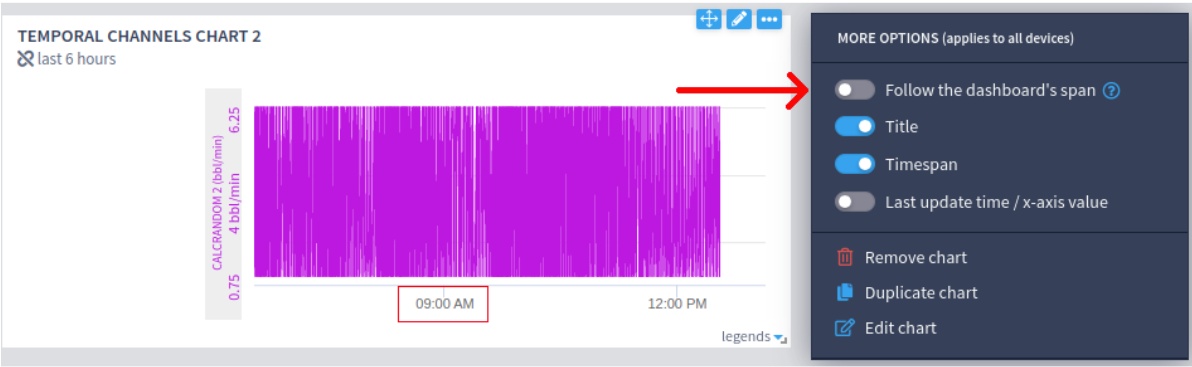 TEMPORAL CHANNELS CHART 2
last 6 hours
CALCRANDOM 2 (bbl/min)
0.75
4 bbl/min
6.25
09:00 AM
12:00 PM
legends
MORE OPTIONS (applies to all devices)
Follow the dashboard's span ?
Title
Timespan
Last update time / x-axis value
Remove chart
Duplicate chart
Edit chart